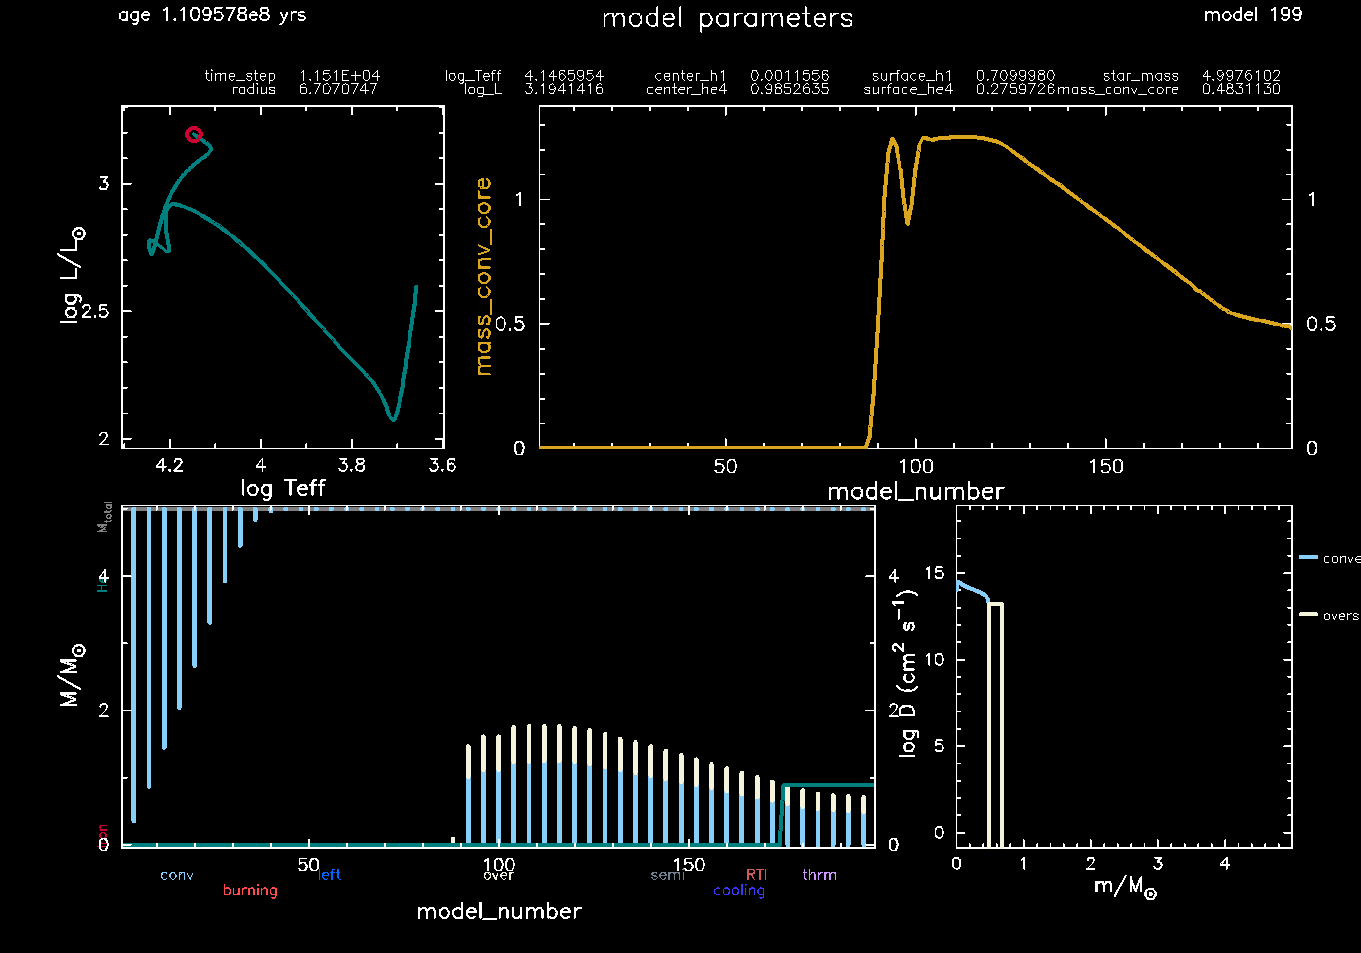 age 1.109578e8 yrs model parameters model 199
time_step 1.151E+04 log_Teff 4.1465954 center_h1 0.0011556 surface_h1 0.7099980 star_mass 4.9976102
radius 6.7070747 log_L 3.1941416 center_he4 0.9852635 surface_he4 0.2759726 mass_conv_core 0.4831130
log L/L⊙
3
2.5
2
4.2 4 3.8 3.6
log Teff
mass_conv_core
1 1
0.5 0.5
0 0
50 100 150
model_number
M/M⊙
Mtotal
He
4 4
2 2
0 0
50 100 150
conv left over semi RTI thrm
burning cooling
model_number
log D (cm² s⁻¹)
15
10
5
0
0 1 2 3 4
m/M⊙
conve
overs